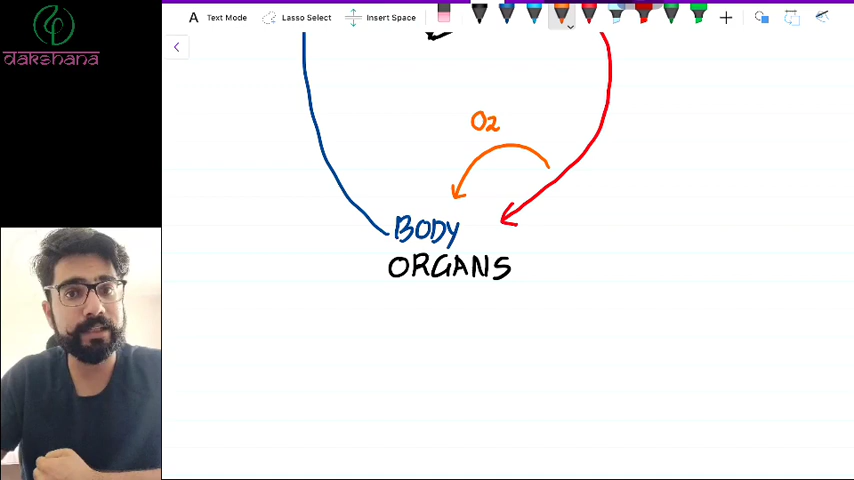 dakshana
A Text Mode Lasso Select Insert Space
O2
BODY
ORGANS